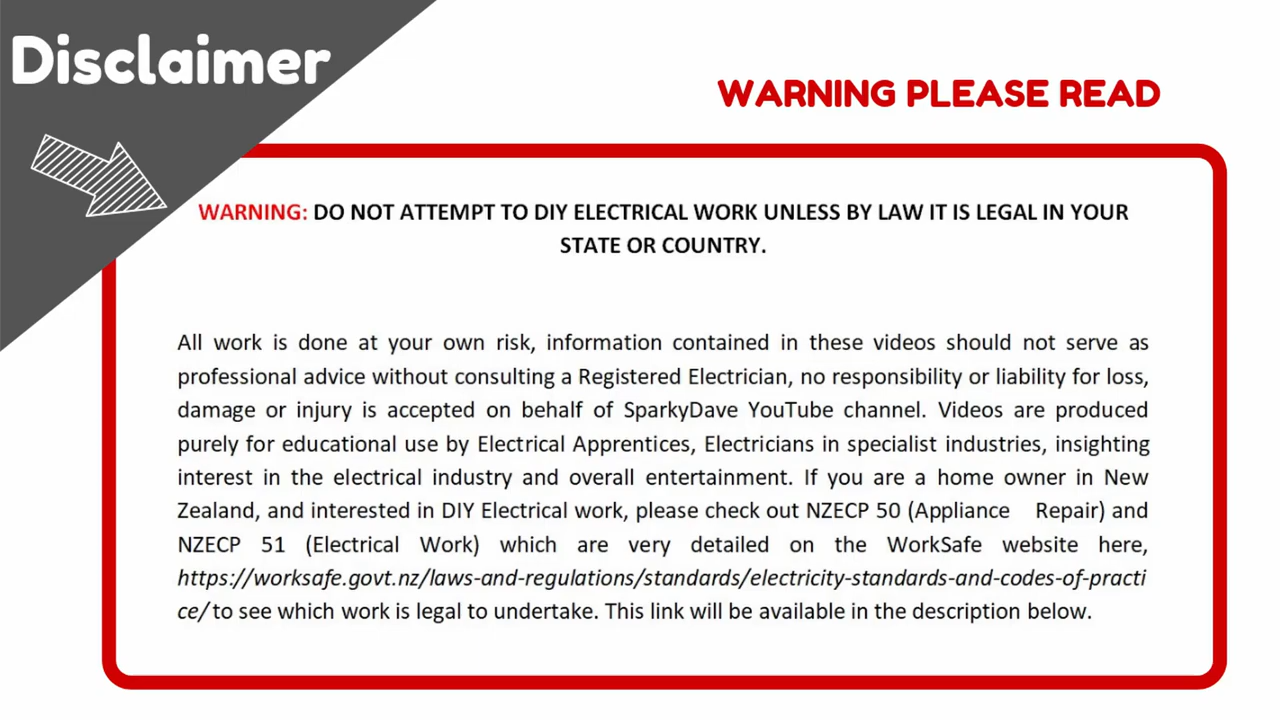 Disclaimer
WARNING PLEASE READ
WARNING: DO NOT ATTEMPT TO DIY ELECTRICAL WORK UNLESS BY LAW IT IS LEGAL IN YOUR
STATE OR COUNTRY.
All work is done at your own risk, information contained in these videos should not serve as
professional advice without consulting a Registered Electrician, no responsibility or liability for loss,
damage or injury is accepted on behalf of SparkyDave YouTube channel. Videos are produced
purely for educational use by Electrical Apprentices, Electricians in specialist industries, insighting
interest in the electrical industry and overall entertainment. If you are a home owner in New
Zealand, and interested in DIY Electrical work, please check out NZECP 50 (Appliance Repair) and
NZECP 51 (Electrical Work) which are very detailed on the WorkSafe website here,
https://worksafe.govt.nz/laws-and-regulations/standards/electricity-standards-and-codes-of-practi
ce/ to see which work is legal to undertake. This link will be available in the description below.